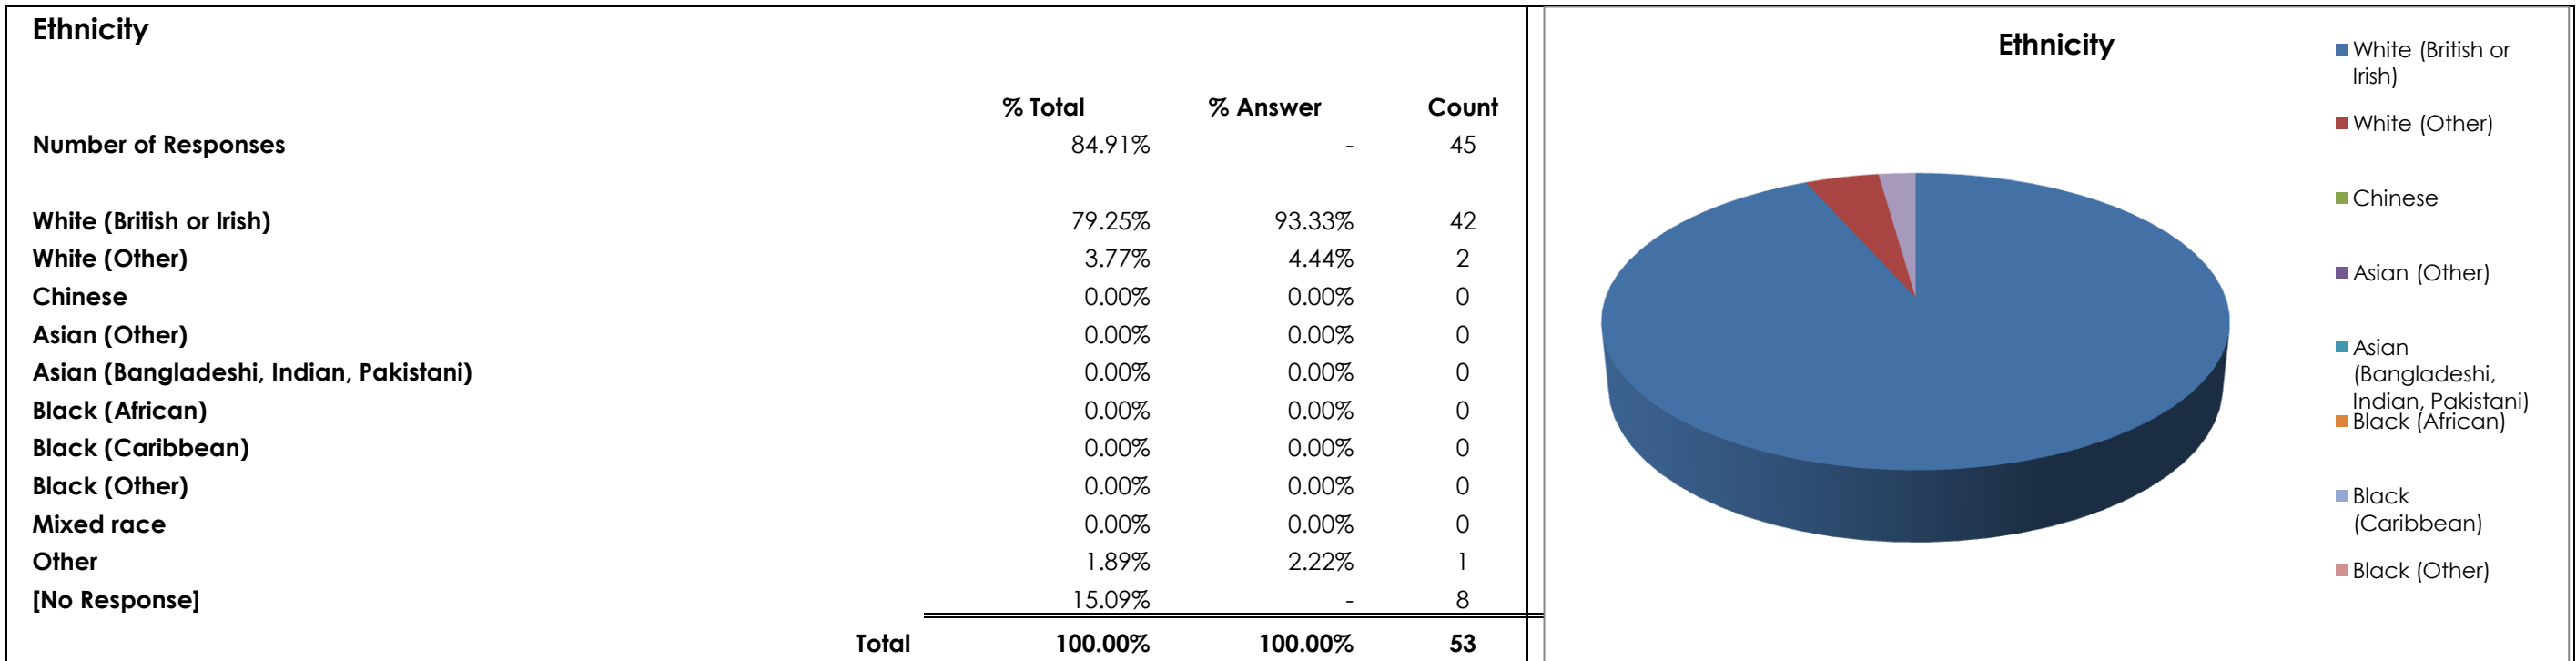 Ethnicity
% Total % Answer Count
Number of Responses 84.91% - 45
White (British or Irish) 79.25% 93.33% 42
White (Other) 3.77% 4.44% 2
Chinese 0.00% 0.00% 0
Asian (Other) 0.00% 0.00% 0
Asian (Bangladeshi, Indian, Pakistani) 0.00% 0.00% 0
Black (African) 0.00% 0.00% 0
Black (Caribbean) 0.00% 0.00% 0
Black (Other) 0.00% 0.00% 0
Mixed race 0.00% 0.00% 0
Other 1.89% 2.22% 1
[No Response] 15.09% - 8
Total 100.00% 100.00% 53
Ethnicity
White (British or
Irish)
White (Other)
Chinese
Asian (Other)
Asian
(Bangladeshi,
Indian, Pakistani)
Black (African)
Black
(Caribbean)
Black (Other)